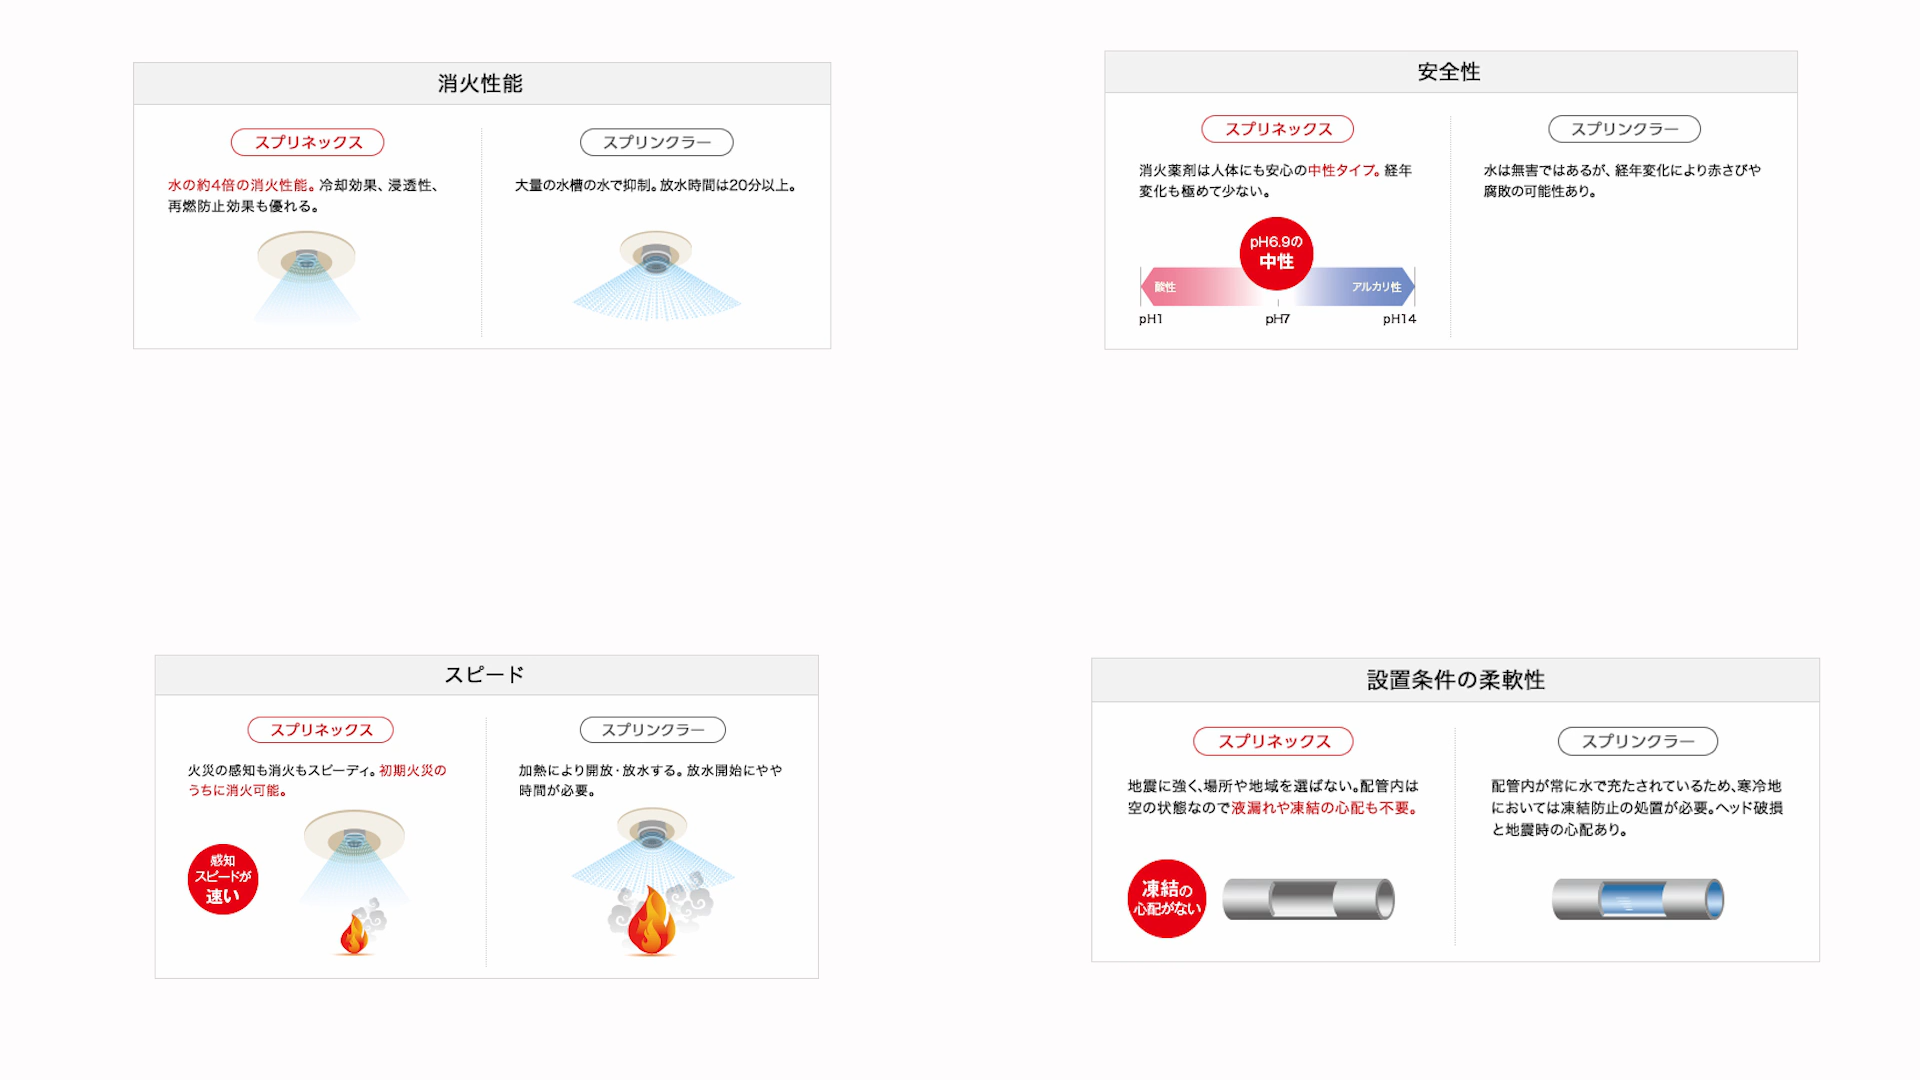 消火性能
スプリネックス
水の約4倍の消火性能。冷却効果、浸透性、
再燃防止効果も優れる。
スプリンクラー
大量の水槽の水で抑制。放水時間は20分以上。
安全性
スプリネックス
消火薬剤は人体にも安心の中性タイプ。経年
変化も極めて少ない。
pH6.9の
中性
酸性
アルカリ性
pH1
pH7
pH14
スプリンクラー
水は無害ではあるが、経年変化により赤さびや
腐敗の可能性あり。
スピード
スプリネックス
火災の感知も消火もスピーディ。初期火災の
うちに消火可能。
感知
スピードが
速い
スプリンクラー
加熱により開放・放水する。放水開始にやや
時間が必要。
設置条件の柔軟性
スプリネックス
地震に強く、場所や地域を選ばない。配管内は
空の状態なので液漏れや凍結の心配も不要。
凍結の
心配がない
スプリンクラー
配管内が常に水で充たされているため、寒冷地
においては凍結防止の処置が必要。ヘッド破損
と地震時の心配あり。